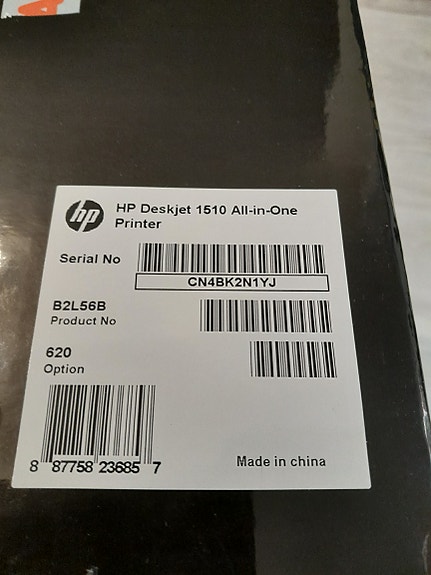 hp
HP Deskjet 1510 All-in-One
Printer
Serial No
CN4BK2N1YJ
B2L56B
Product No
620
Option
8 87758 23685 7
Made in china